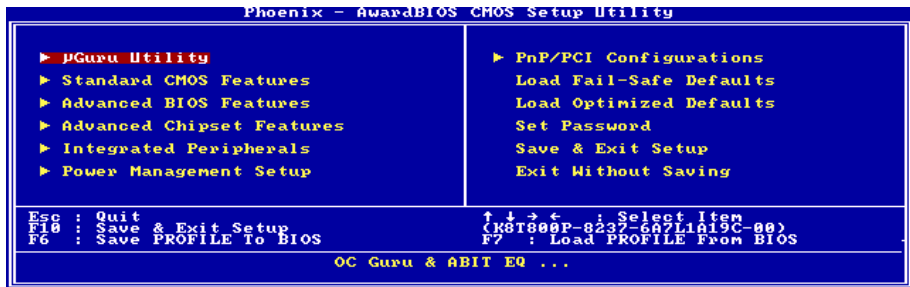 Phoenix - AwardBIOS CMOS Setup Utility
µGuru Utility
Standard CMOS Features
Advanced BIOS Features
Advanced Chipset Features
Integrated Peripherals
Power Management Setup
PnP/PCI Configurations
Load Fail-Safe Defaults
Load Optimized Defaults
Set Password
Save & Exit Setup
Exit Without Saving
Esc : Quit
F10 : Save & Exit Setup
F6 : Save PROFILE To BIOS
↑ ↓ → ← : Select Item
(K8T800P-8237-6A7L1A19C-00)
F7 : Load PROFILE From BIOS
OC Guru & ABIT EQ ...